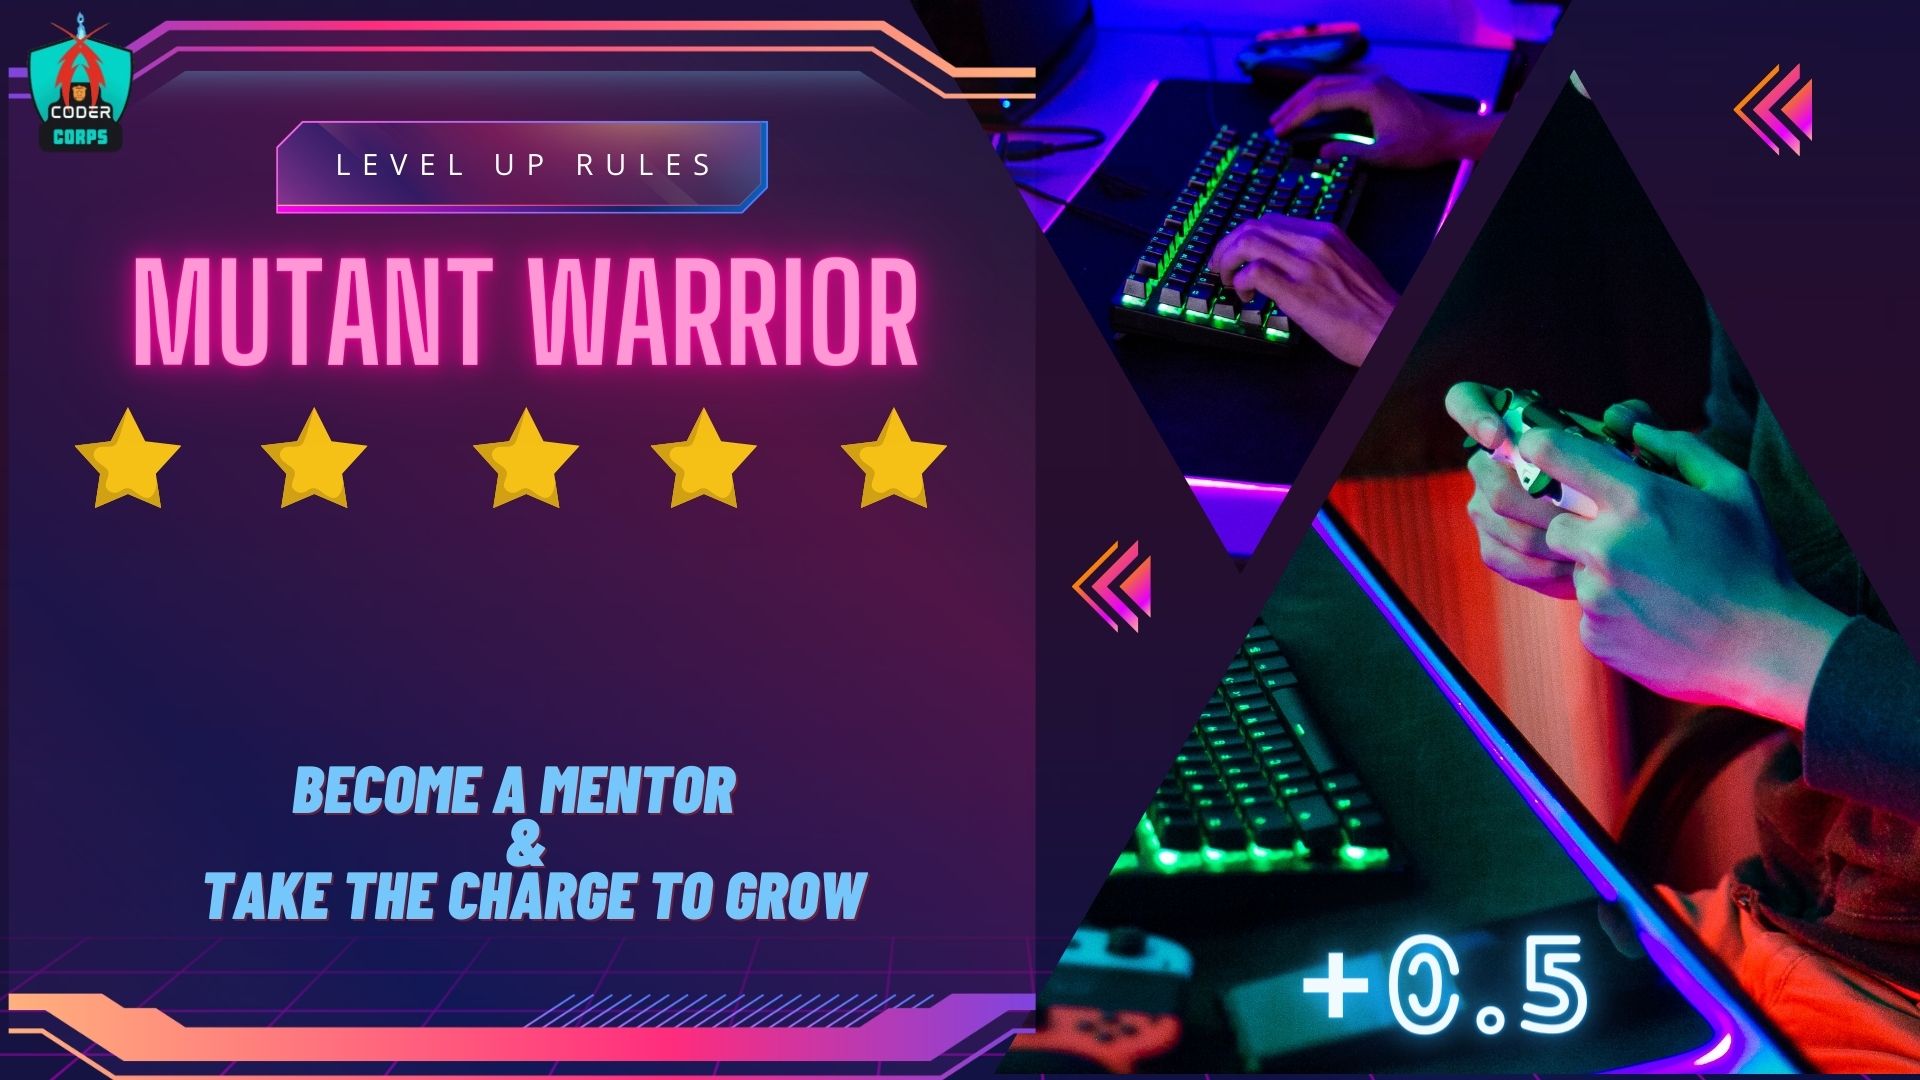 CODER
CORPS
LEVEL UP RULES
MUTANT WARRIOR
BECOME A MENTOR
&
TAKE THE CHARGE TO GROW
+0.5